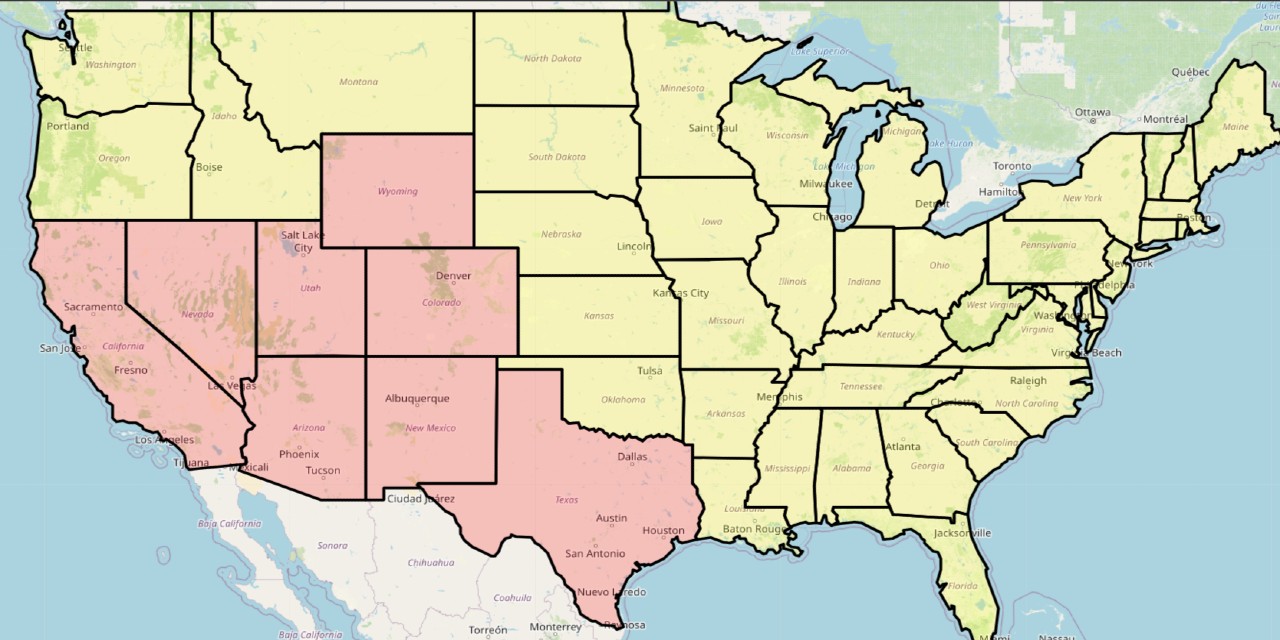 Seattle
Washington
Montana
North Dakota
Minnesota
Lake Superior
Québec
Ottawa
Montréal
Maine
Portland
Oregon
Idaho
Boise
South Dakota
Saint Paul
Wisconsin
Michigan
Lake Huron
Toronto
Hamilton
Lake Michigan
Milwaukee
Wyoming
Iowa
Chicago
Detroit
New York
Boston
Salt Lake
City
Nebraska
Lincoln
Pennsylvania
New York
Denver
Utah
Colorado
Illinois
Indiana
Ohio
Philadelphia
Kansas City
Sacramento
Nevada
Kansas
Missouri
West Virginia
Washington
Virginia
Kentucky
San Jose
California
Fresno
Virginia Beach
Las Vegas
Tulsa
Tennessee
Raleigh
Albuquerque
Oklahoma
Memphis
Charlotte
North Carolina
Arizona
New Mexico
Arkansas
Los Angeles
Atlanta
South Carolina
Phoenix
Dallas
Tijuana
Mexicali
Tucson
Mississippi
Alabama
Georgia
Ciudad Juárez
Texas
Louisiana
Baja California
Austin
Houston
Baton Rouge
Jacksonville
Sonora
San Antonio
Chihuahua
Florida
Nuevo Laredo
Coahuila
Reynosa
Torreón
Monterrey
Baja California
Miami
Nassau